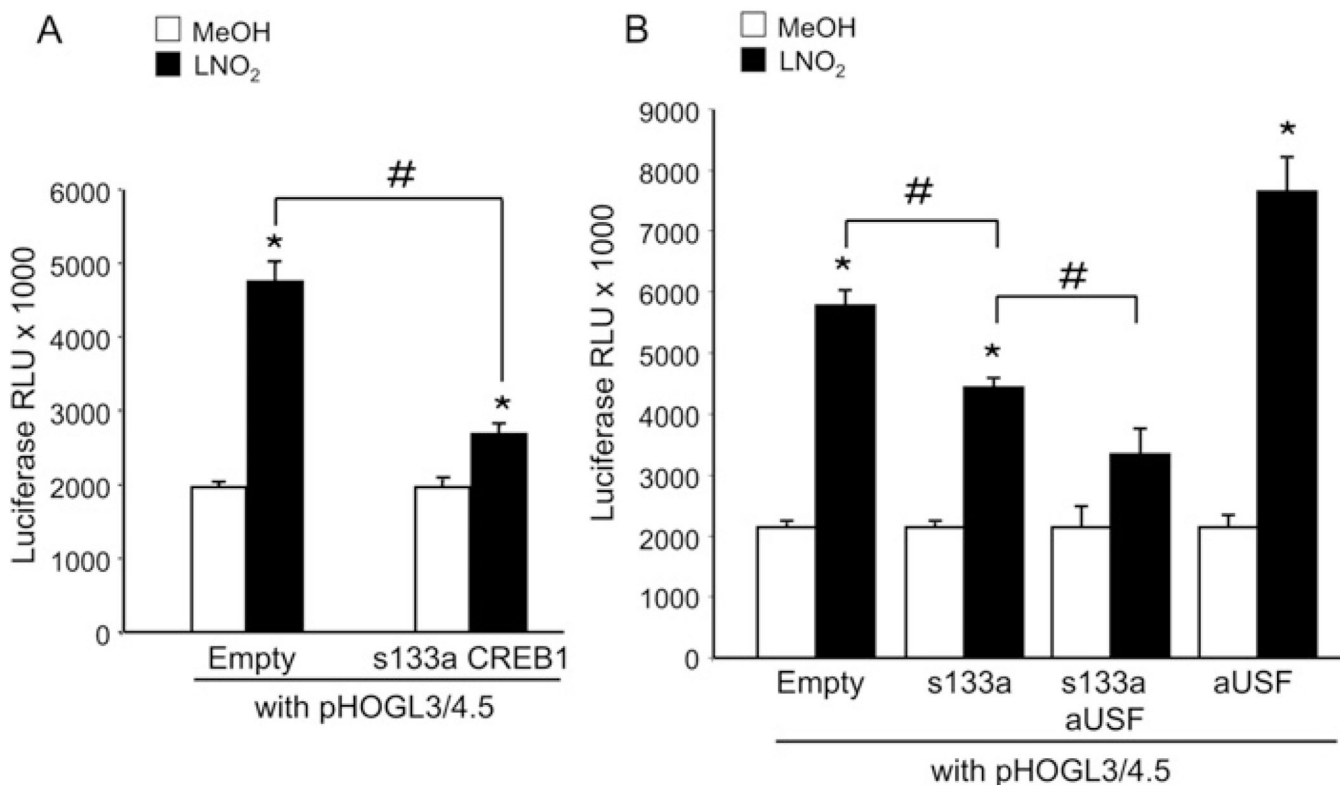 A
MeOH
LNO₂
Luciferase RLU x 1000
6000
5000
4000
3000
2000
1000
0
#
*
*
Empty
s133a CREB1
with pHOGL3/4.5
B
MeOH
LNO₂
Luciferase RLU x 1000
9000
8000
7000
6000
5000
4000
3000
2000
1000
0
*
#
#
*
*
Empty
s133a
s133a
aUSF
aUSF
with pHOGL3/4.5